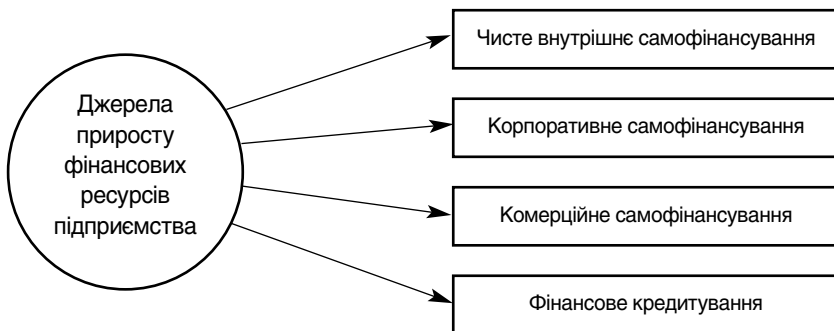 Джерела
приросту
фінансових
ресурсів
підприємства
Чисте внутрішнє самофінансування
Корпоративне самофінансування
Комерційне самофінансування
Фінансове кредитування